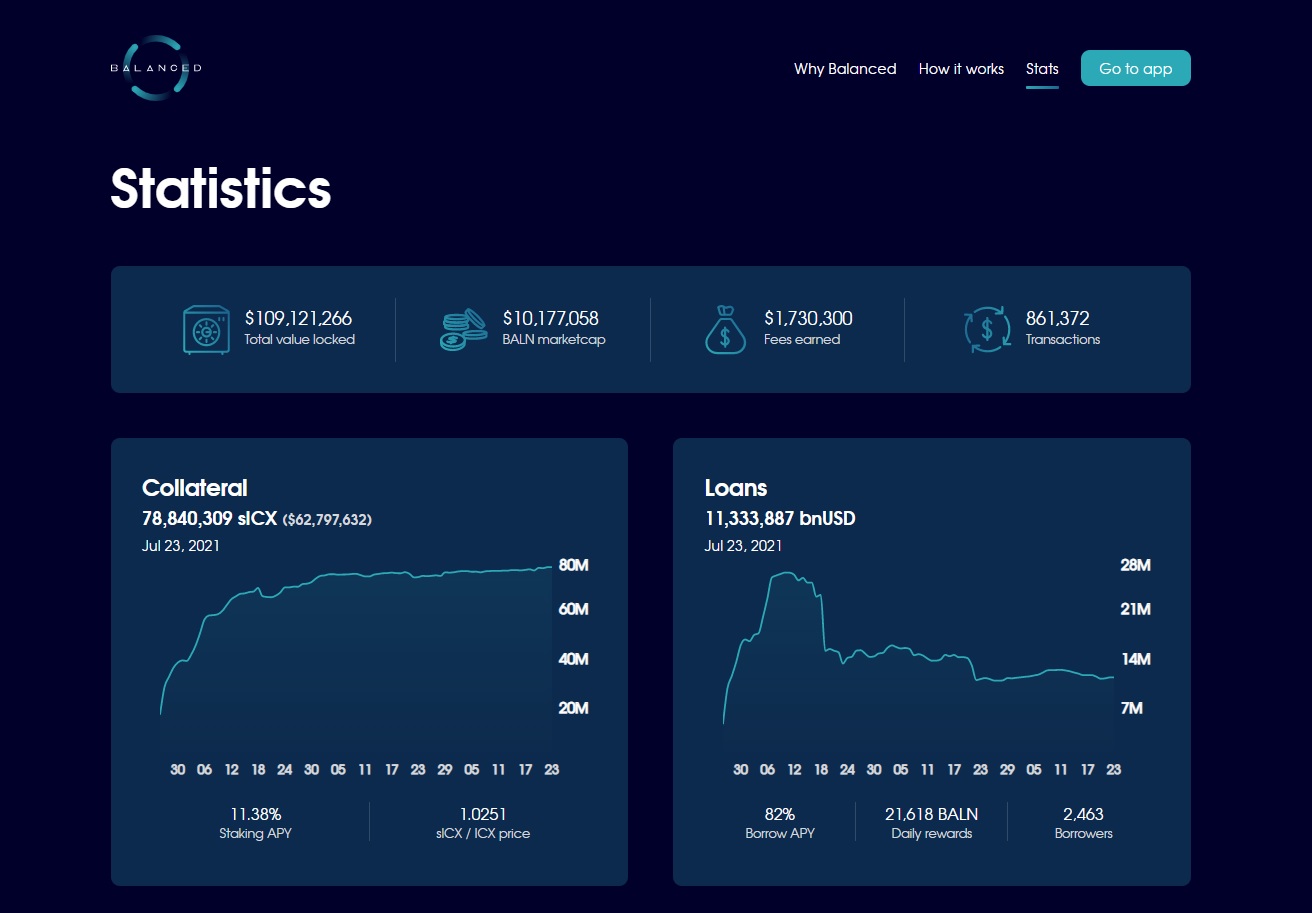 BALANCED
Why Balanced How it works Stats Go to app
Statistics
$109,121,266
Total value locked
$10,177,058
BALN marketcap
$1,730,300
Fees earned
861,372
Transactions
Collateral
78,840,309 sICX ($62,797,632)
Jul 23, 2021
80M
60M
40M
20M
30 06 12 18 24 30 05 11 17 23 29 05 11 17 23
11.38%
Staking APY
1.0251
sICX / ICX price
Loans
11,333,887 bnUSD
Jul 23, 2021
28M
21M
14M
7M
30 06 12 18 24 30 05 11 17 23 29 05 11 17 23
82%
Borrow APY
21,618 BALN
Daily rewards
2,463
Borrowers